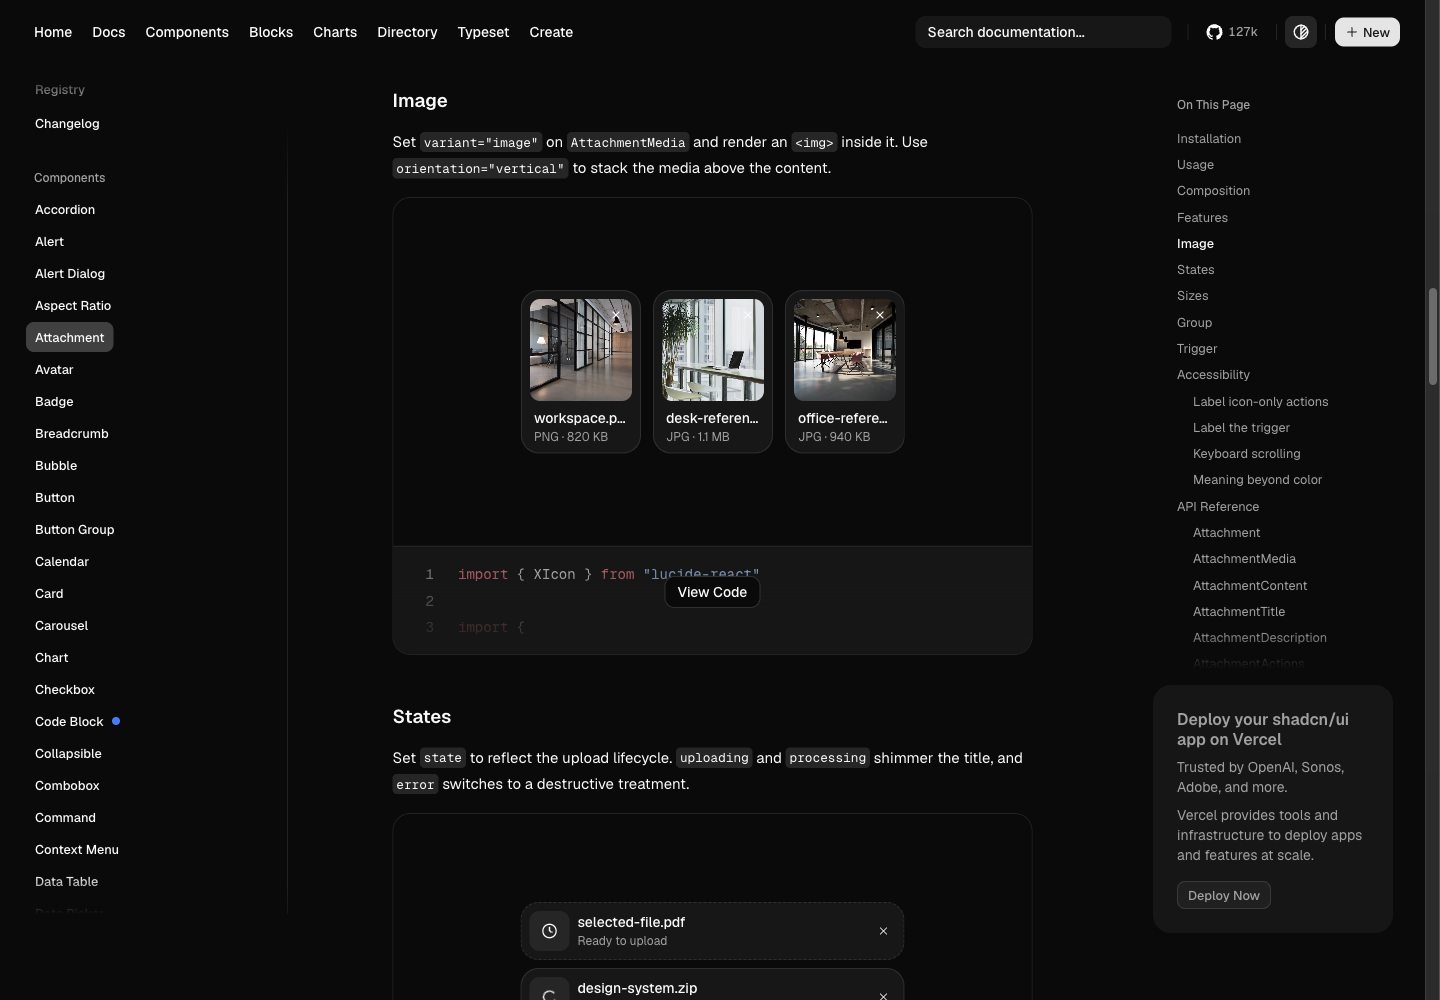 Home Docs Components Blocks Charts Directory Typeset Create
Search documentation...
127k
New
Registry
Changelog
Components
Accordion
Alert
Alert Dialog
Aspect Ratio
Attachment
Avatar
Badge
Breadcrumb
Bubble
Button
Button Group
Calendar
Card
Carousel
Chart
Checkbox
Code Block
Collapsible
Combobox
Command
Context Menu
Data Table
Date Picker
Image
Set variant="image" on AttachmentMedia and render an <img> inside it. Use
orientation="vertical" to stack the media above the content.
workspace.p...
PNG · 820 KB
desk-referen...
JPG · 1.1 MB
office-refere...
JPG · 940 KB
1 import { XIcon } from "lucide-react"
View Code
2
3 import {
States
Set state to reflect the upload lifecycle. uploading and processing shimmer the title, and
error switches to a destructive treatment.
selected-file.pdf
Ready to upload
design-system.zip
On This Page
Installation
Usage
Composition
Features
Image
States
Sizes
Group
Trigger
Accessibility
Label icon-only actions
Label the trigger
Keyboard scrolling
Meaning beyond color
API Reference
Attachment
AttachmentMedia
AttachmentContent
AttachmentTitle
AttachmentDescription
AttachmentActions
Deploy your shadcn/ui
app on Vercel
Trusted by OpenAI, Sonos,
Adobe, and more.
Vercel provides tools and
infrastructure to deploy apps
and features at scale.
Deploy Now